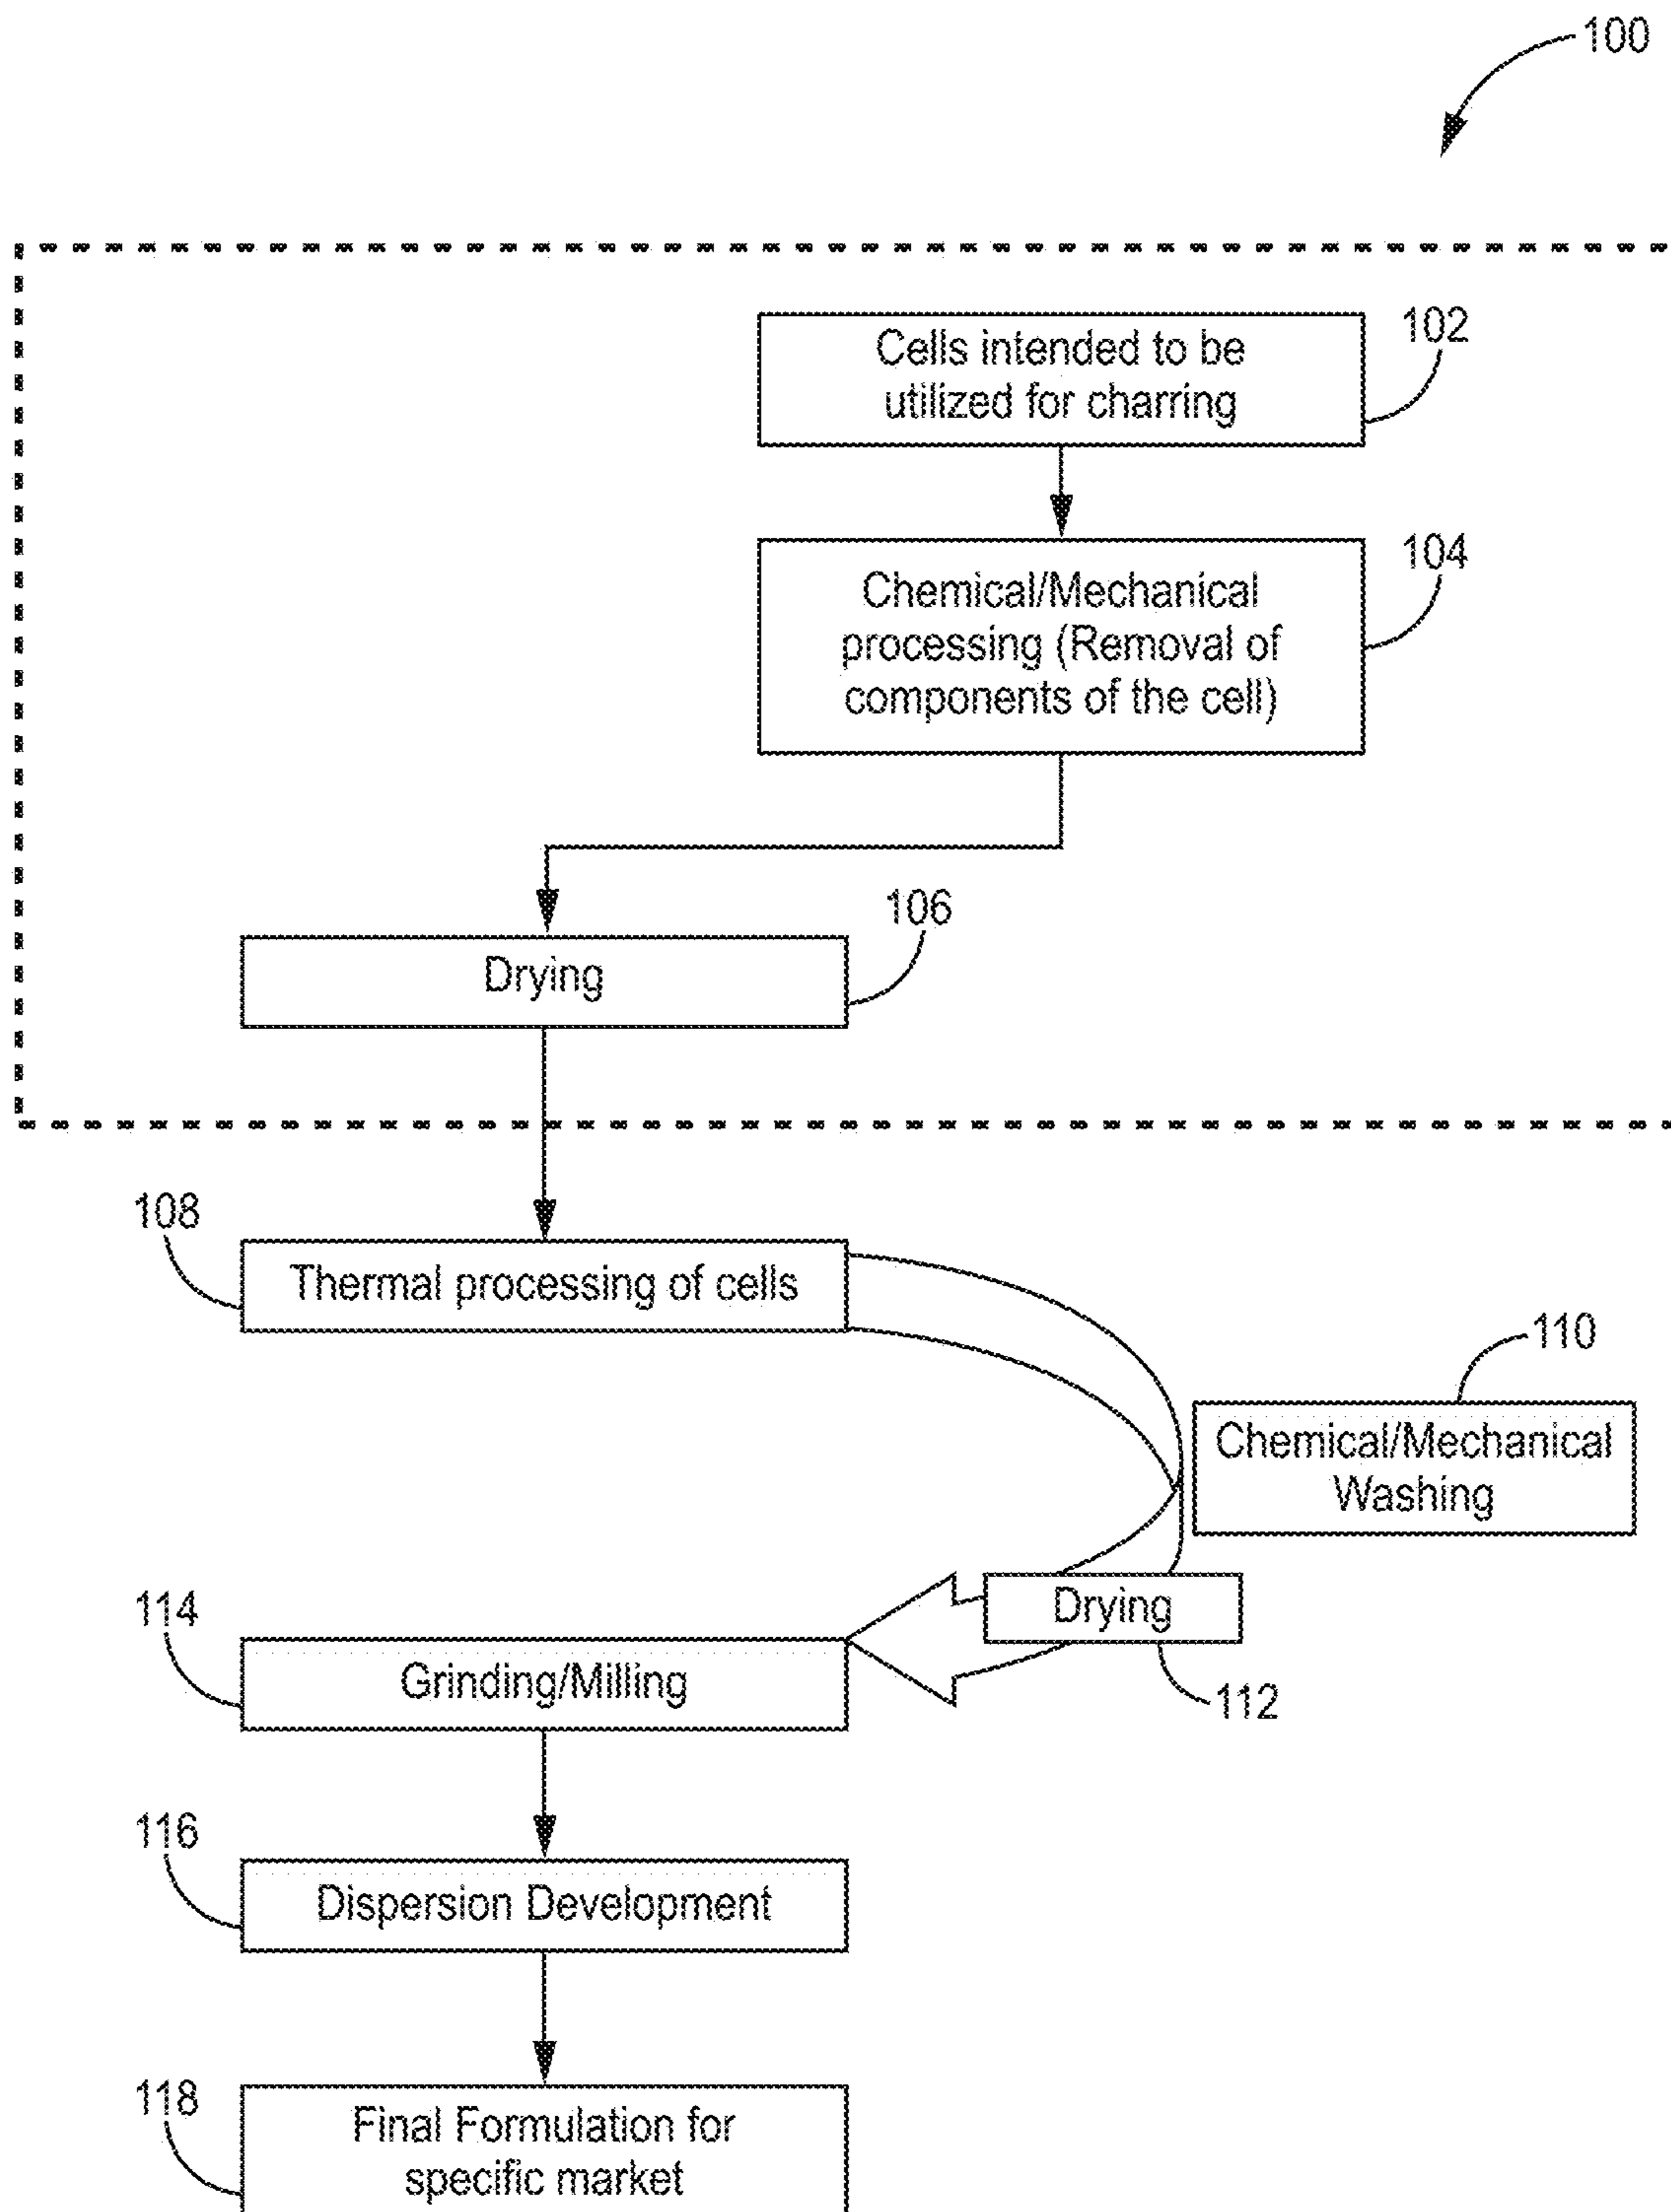 100
Cells intended to be
utilized for charring
102
Chemical/Mechanical
processing (Removal of
components of the cell)
104
Drying
106
108
Thermal processing of cells
110
Chemical/Mechanical
Washing
Drying
112
114
Grinding/Milling
116
Dispersion Development
118
Final Formulation for
specific market